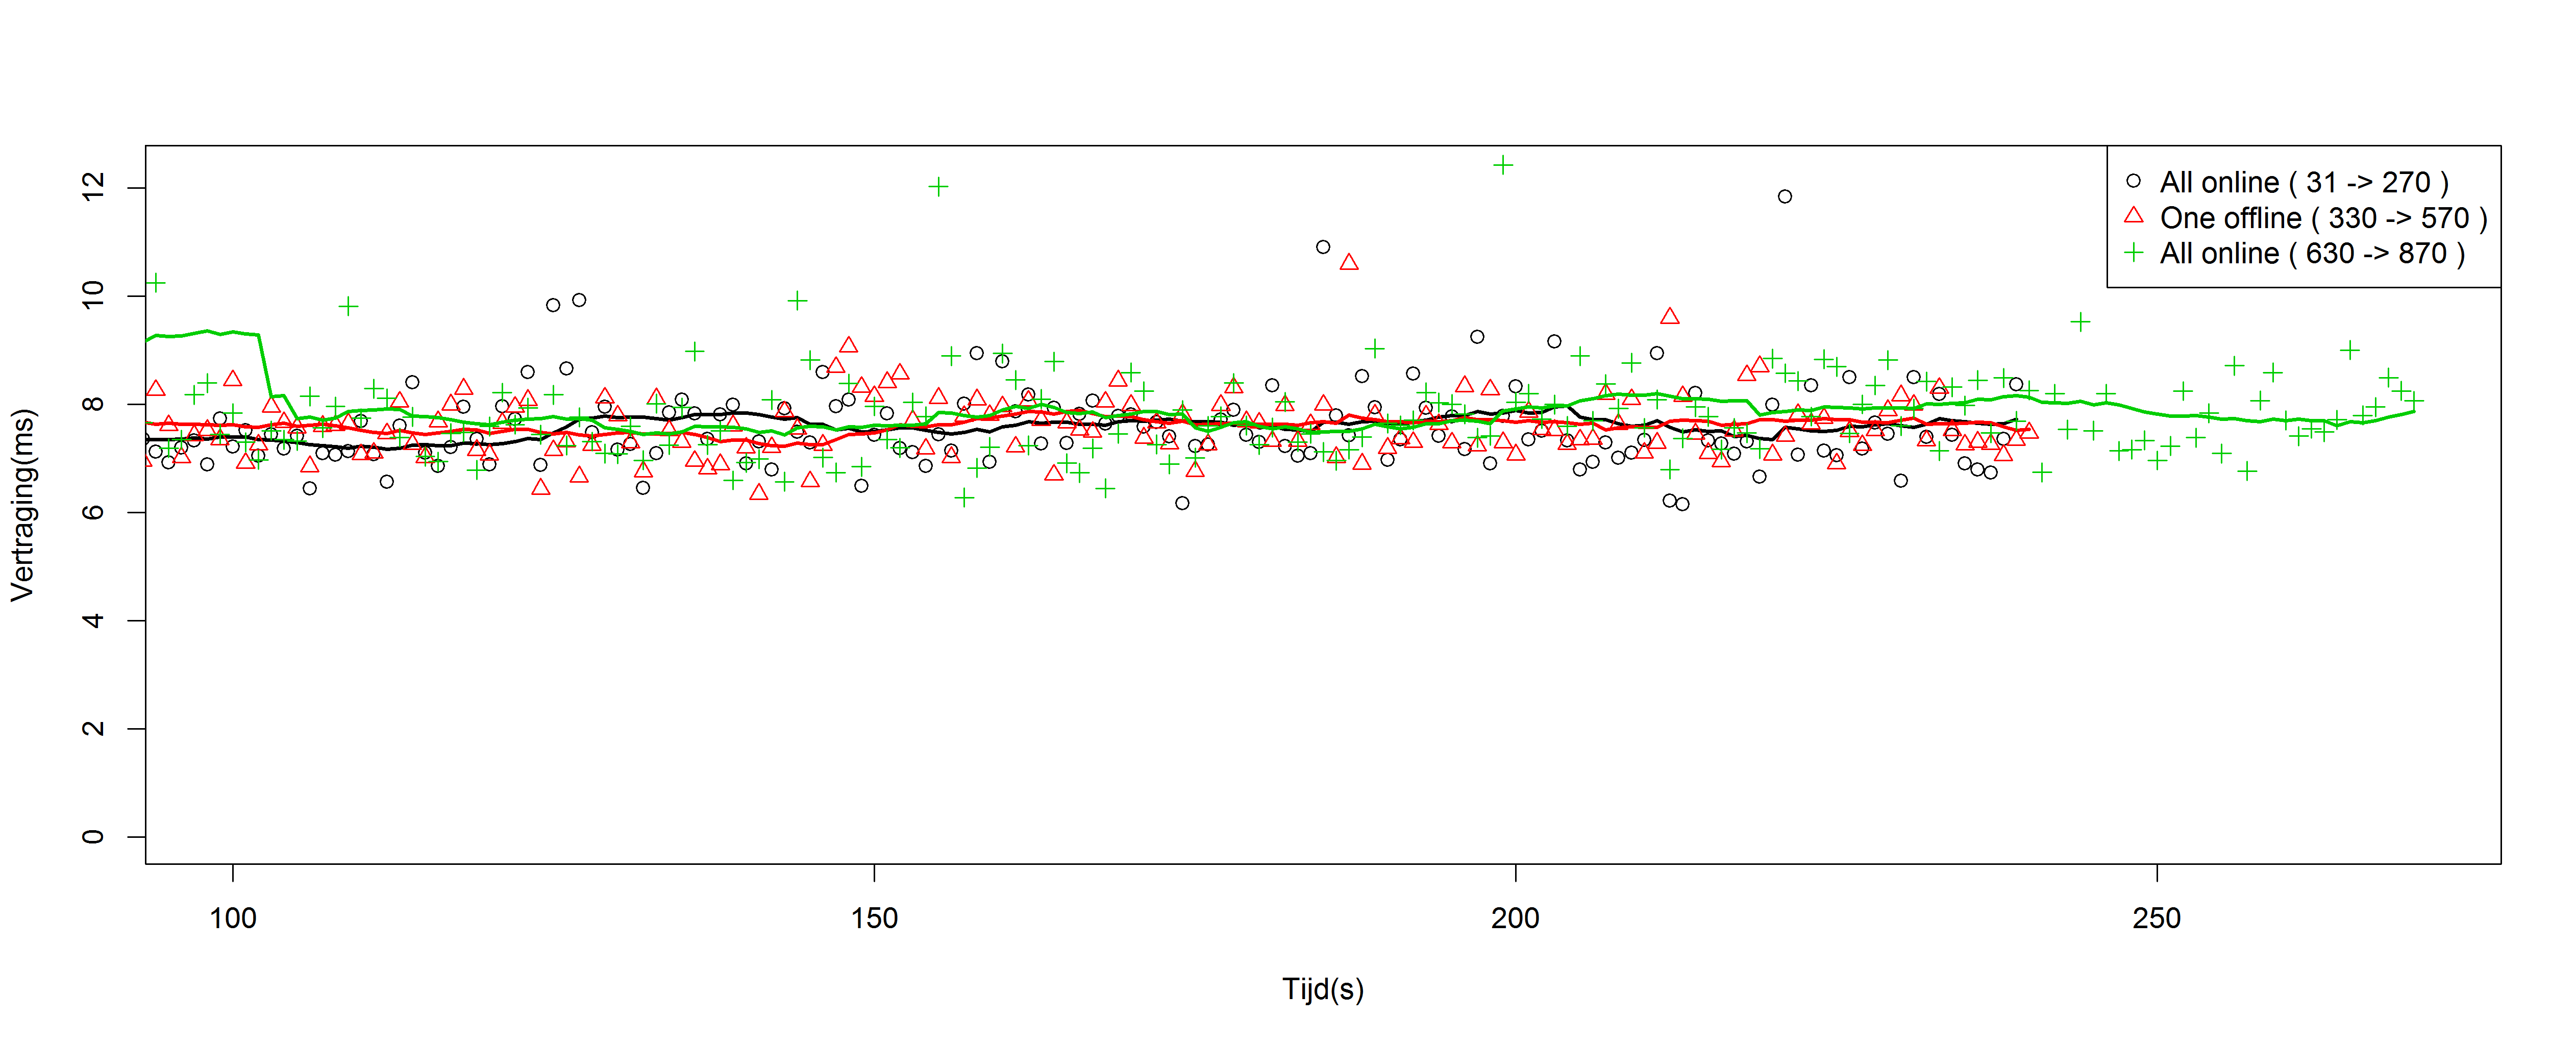 All online ( 31 -> 270 )
One offline ( 330 -> 570 )
All online ( 630 -> 870 )
Vertraging(ms)
12
10
8
6
4
2
0
100
150
200
250
Tijd(s)